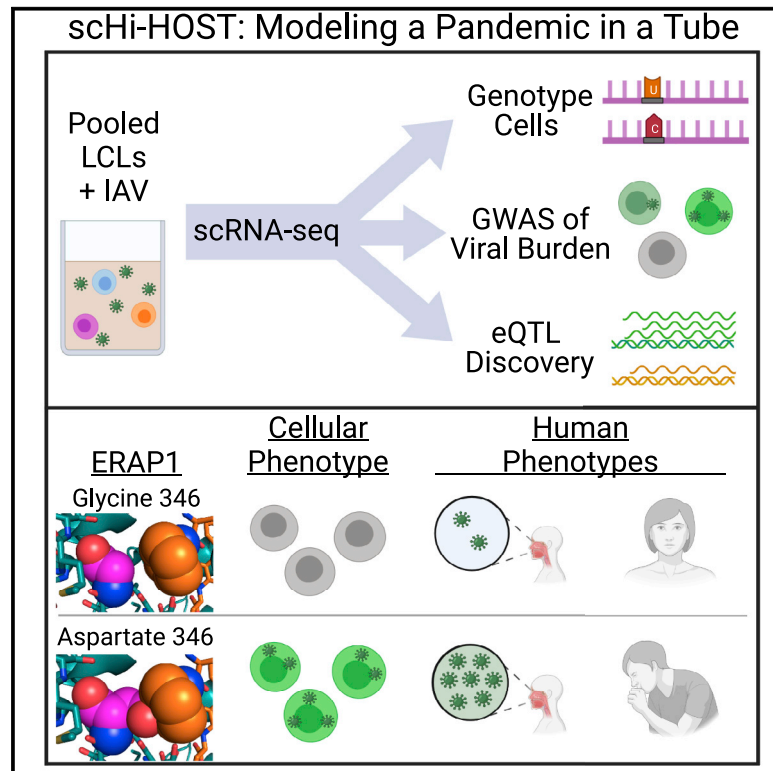 scHi-HOST: Modeling a Pandemic in a Tube
Pooled
LCLs
+ IAV
scRNA-seq
Genotype
Cells
U
C
GWAS of
Viral Burden
eQTL
Discovery
ERAP1
Cellular
Phenotype
Human
Phenotypes
Glycine 346
Aspartate 346